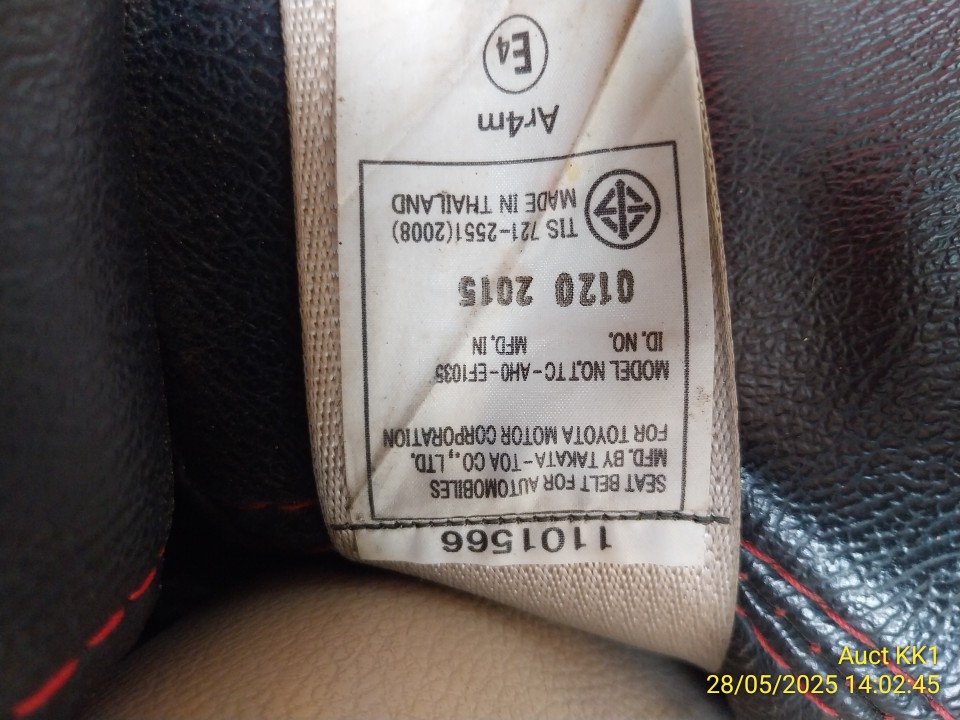 1101566
SEAT BELT FOR AUTOMOBILES
MFD. BY TAKATA-TOA CO., LTD.
FOR TOYOTA MOTOR CORPORATION
MODEL NO.TTC-AH0-EF1035
ID. NO. MFD. IN
0120 2015
TIS 721-2551(2008)
MADE IN THAILAND
Ar4m
E4
Auct KK1
28/05/2025 14:02:45